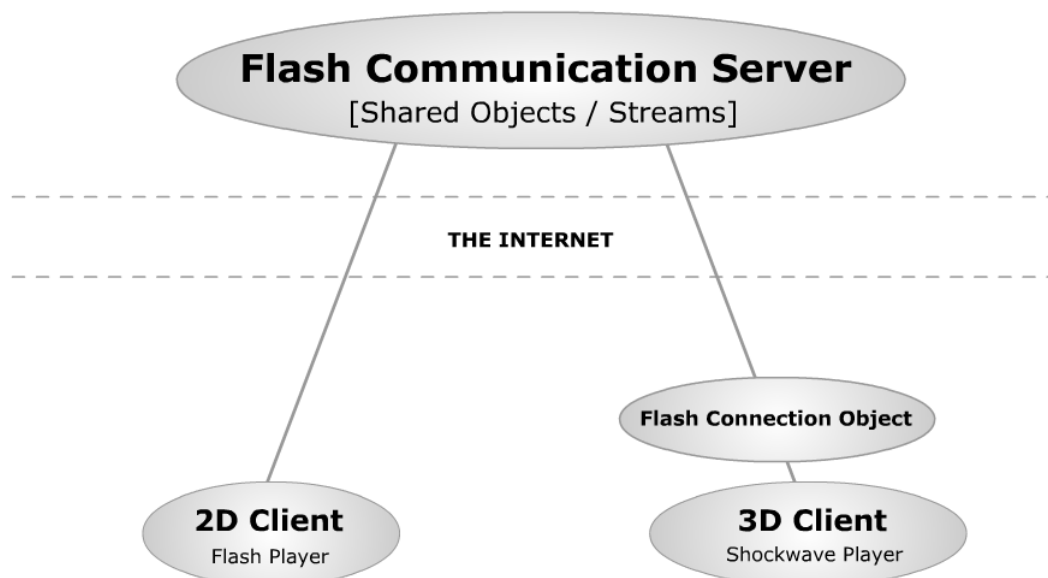 Flash Communication Server
[Shared Objects / Streams]
THE INTERNET
Flash Connection Object
2D Client
Flash Player
3D Client
Shockwave Player